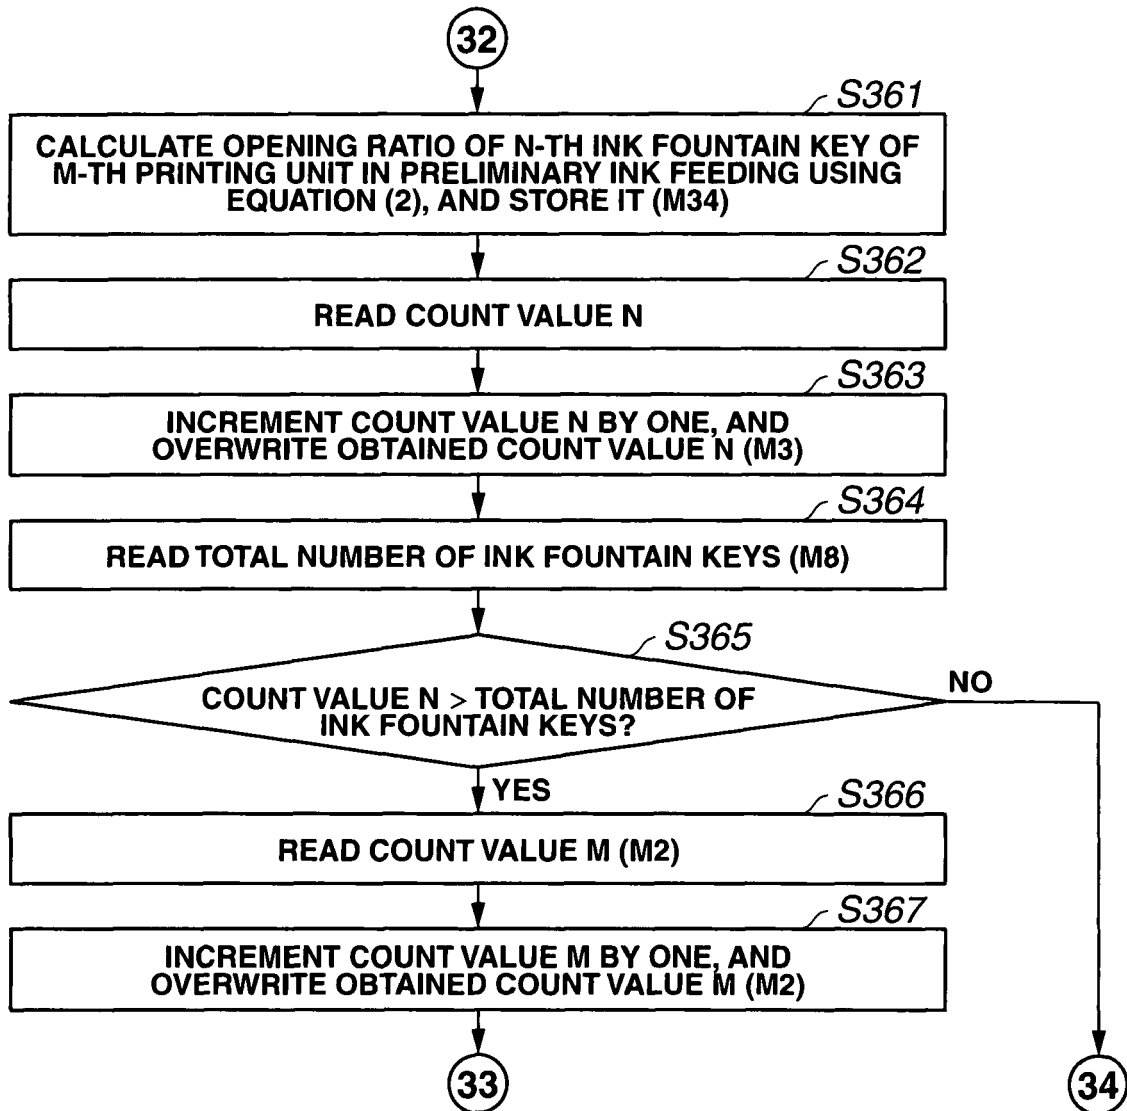 32
S361
CALCULATE OPENING RATIO OF N-TH INK FOUNTAIN KEY OF
M-TH PRINTING UNIT IN PRELIMINARY INK FEEDING USING
EQUATION (2), AND STORE IT (M34)
S362
READ COUNT VALUE N
S363
INCREMENT COUNT VALUE N BY ONE, AND
OVERWRITE OBTAINED COUNT VALUE N (M3)
S364
READ TOTAL NUMBER OF INK FOUNTAIN KEYS (M8)
S365
COUNT VALUE N > TOTAL NUMBER OF
INK FOUNTAIN KEYS?
NO
YES
S366
READ COUNT VALUE M (M2)
S367
INCREMENT COUNT VALUE M BY ONE, AND
OVERWRITE OBTAINED COUNT VALUE M (M2)
33
34